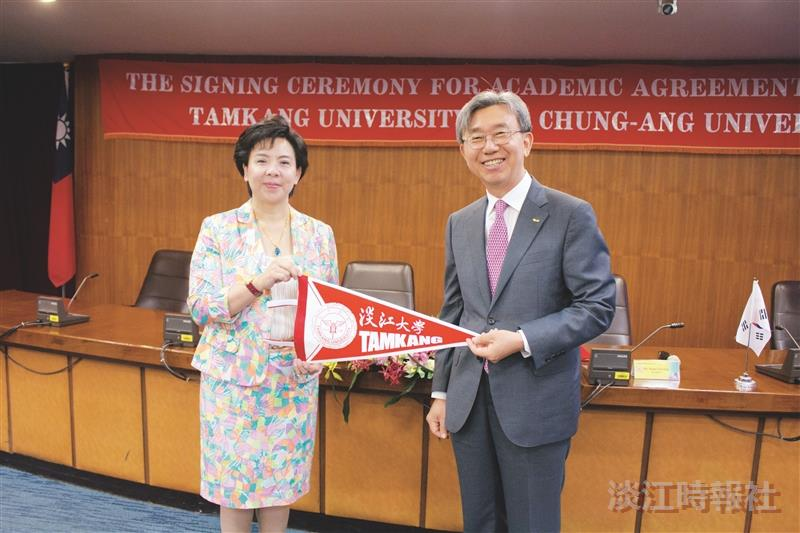 THE SIGNING CEREMONY FOR ACADEMIC AGREEMENT
TAMKANG UNIVERSITY CHUNG-ANG UNIVER
淡江大學
TAMKANG
淡江時報社